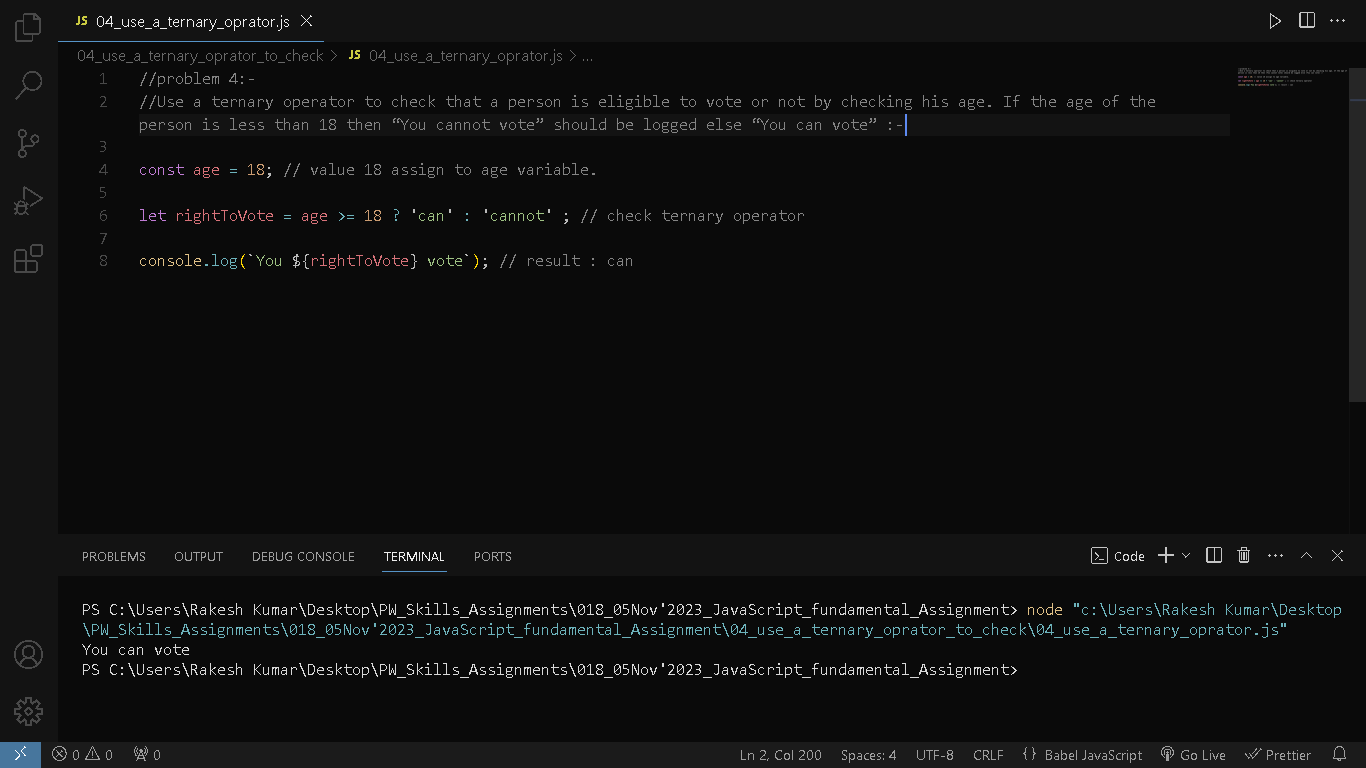 JS 04_use_a_ternary_oprator.js
04_use_a_ternary_oprator_to_check > JS 04_use_a_ternary_oprator.js > ...
1 //problem 4:-
2 //Use a ternary operator to check that a person is eligible to vote or not by checking his age. If the age of the
person is less than 18 then “You cannot vote” should be logged else “You can vote” :-
3
4 const age = 18; // value 18 assign to age variable.
5
6 let rightToVote = age >= 18 ? 'can' : 'cannot' ; // check ternary operator
7
8 console.log(`You ${rightToVote} vote`); // result : can
PROBLEMS OUTPUT DEBUG CONSOLE TERMINAL PORTS Code
PS C:\Users\Rakesh Kumar\Desktop\PW_Skills_Assignments\018_05Nov'2023_JavaScript_fundamental_Assignment> node "c:\Users\Rakesh Kumar\Desktop
\PW_Skills_Assignments\018_05Nov'2023_JavaScript_fundamental_Assignment\04_use_a_ternary_oprator_to_check\04_use_a_ternary_oprator.js"
You can vote
PS C:\Users\Rakesh Kumar\Desktop\PW_Skills_Assignments\018_05Nov'2023_JavaScript_fundamental_Assignment>
0 0 0 Ln 2, Col 200 Spaces: 4 UTF-8 CRLF {} Babel JavaScript Go Live Prettier